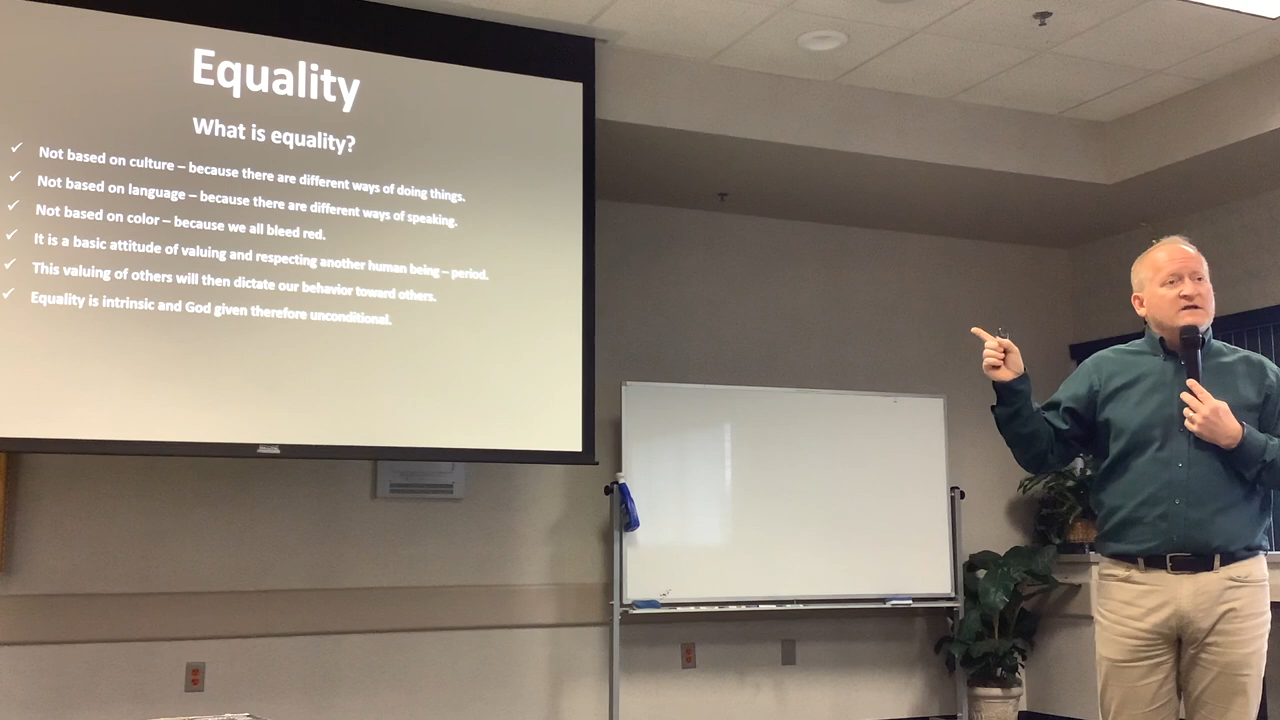 Equality
What is equality?
✓ Not based on culture – because there are different ways of doing things.
✓ Not based on language – because there are different ways of speaking.
✓ Not based on color – because we all bleed red.
✓ It is a basic attitude of valuing and respecting another human being – period.
✓ This valuing of others will then dictate our behavior toward others.
✓ Equality is intrinsic and God given therefore unconditional.